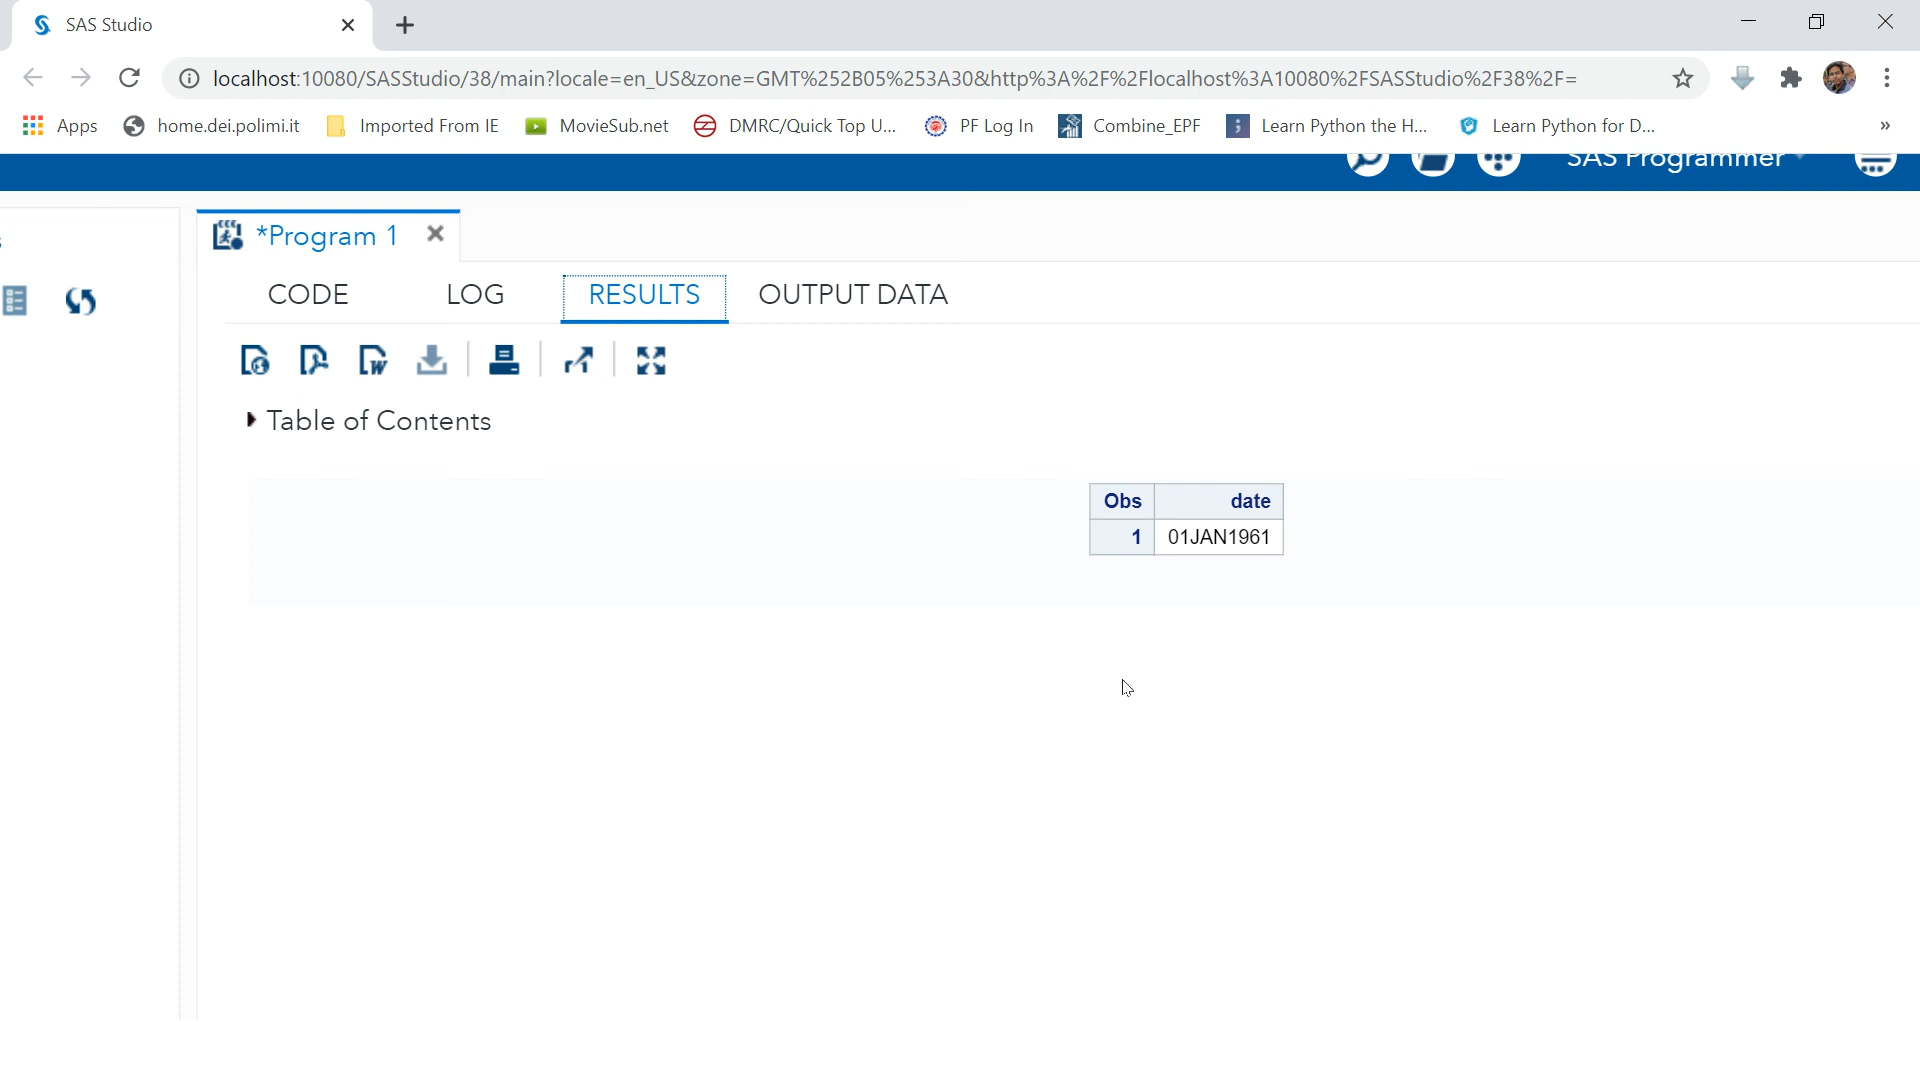 SAS Studio
localhost:10080/SASStudio/38/main?locale=en_US&zone=GMT%252B05%253A30&http%3A%2F%2Flocalhost%3A10080%2FSASStudio%2F38%2F=
Apps home.dei.polimi.it Imported From IE MovieSub.net DMRC/Quick Top U... PF Log In Combine_EPF Learn Python the H... Learn Python for D... »
SAS Programmer
*Program 1
CODE LOG RESULTS OUTPUT DATA
Table of Contents
Obs date
1 01JAN1961